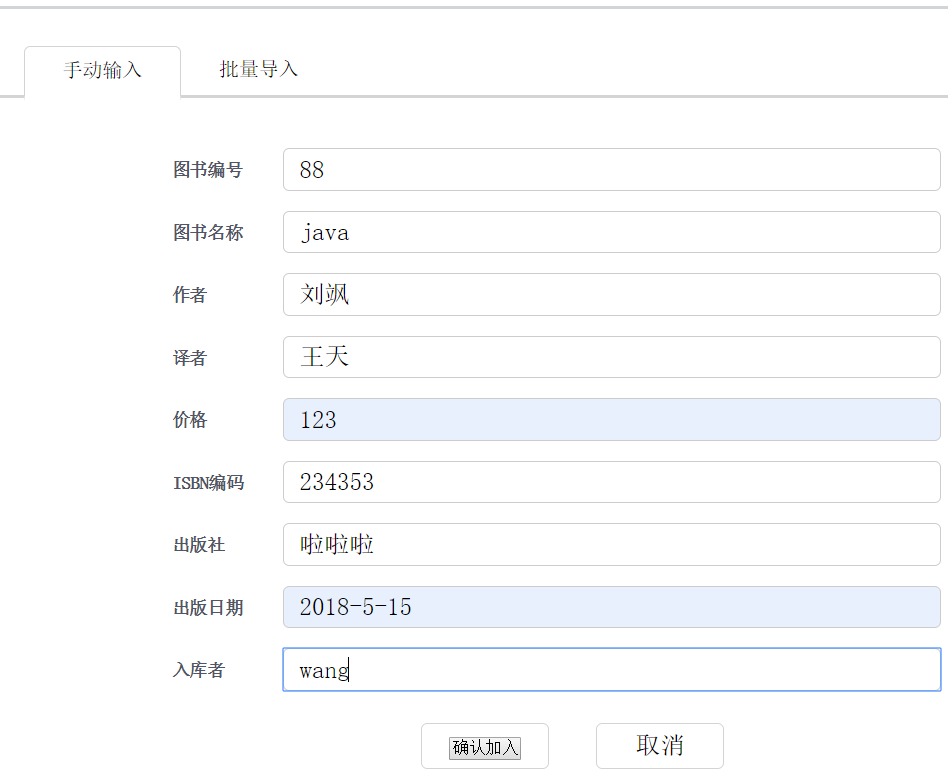 手动输入 批量导入
图书编号 88
图书名称 java
作者 刘飒
译者 王天
价格 123
ISBN编码 234353
出版社 啦啦啦
出版日期 2018-5-15
入库者 wang
确认加入 取消